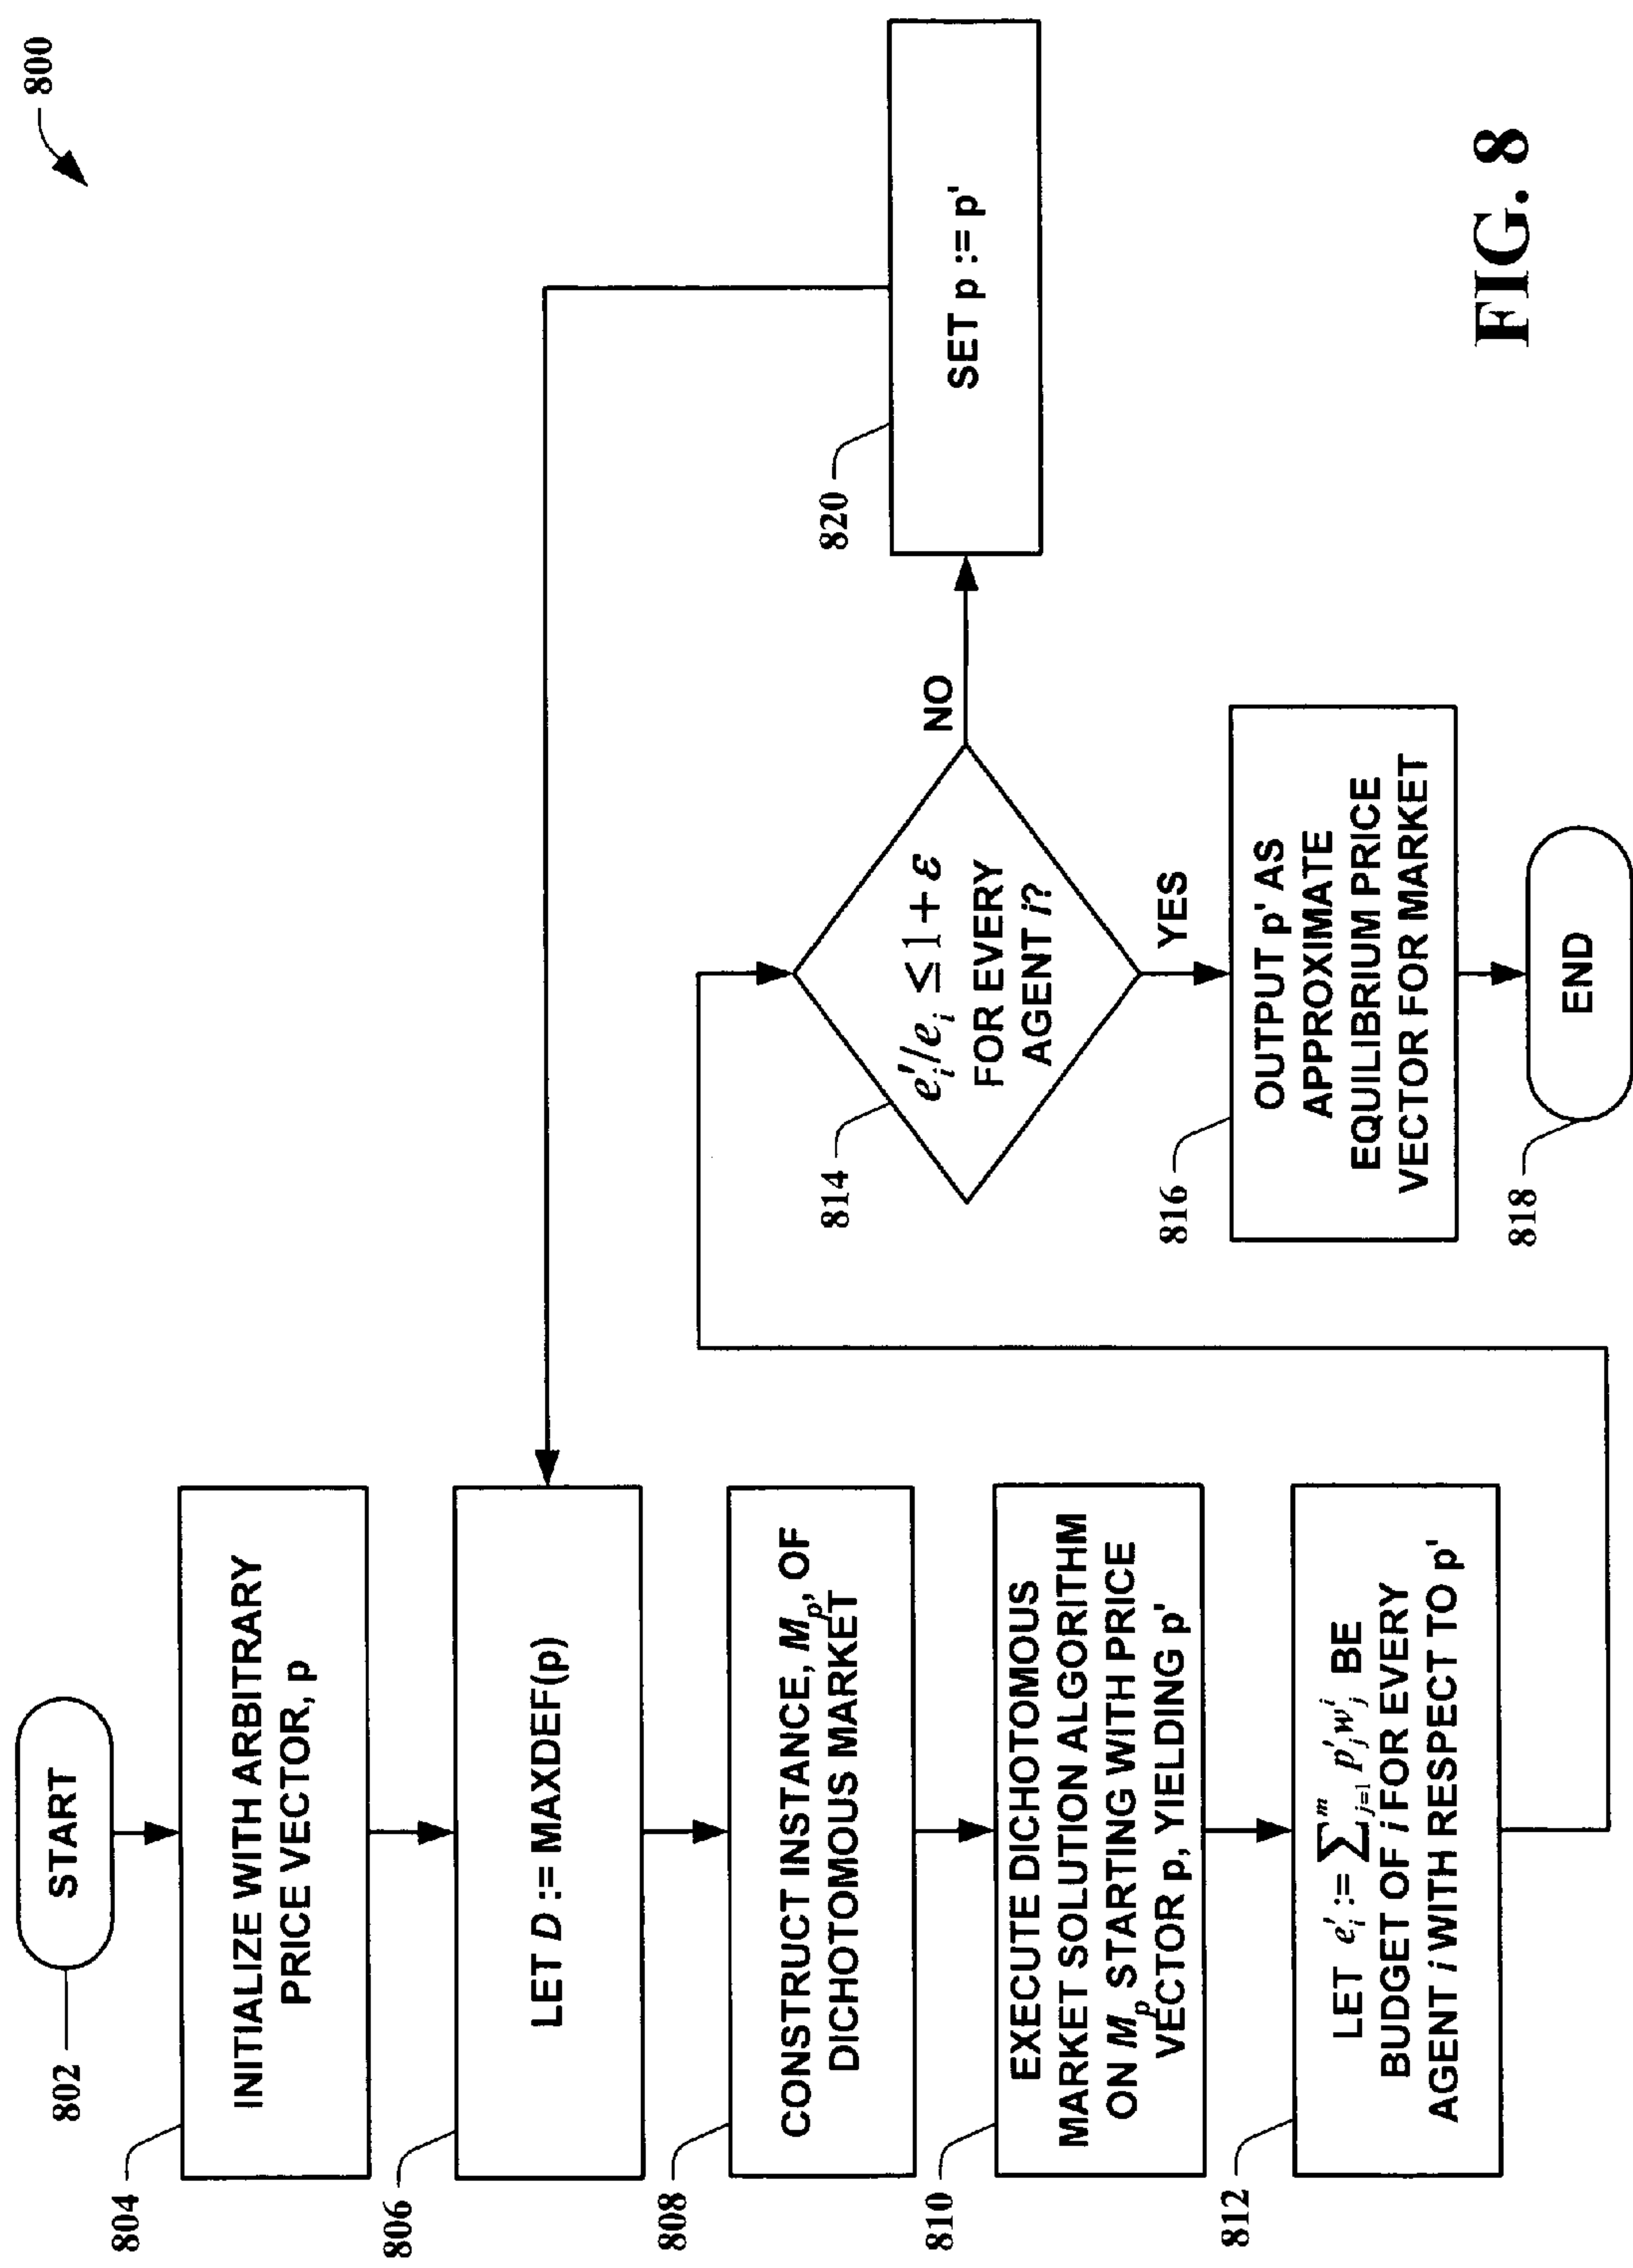 800
START
802
INITIALIZE WITH ARBITRARY
PRICE VECTOR, p
804
LET D := MAXDEF(p)
806
CONSTRUCT INSTANCE, M_p, OF
DICHOTOMOUS MARKET
808
EXECUTE DICHOTOMOUS
MARKET SOLUTION ALGORITHM
ON M_p STARTING WITH PRICE
VECTOR p, YIELDING p'
810
LET e'_i := ∑_{j=1}^m p'_j w_j^i BE
BUDGET OF i FOR EVERY
AGENT i WITH RESPECT TO p'
812
e'_i/e_i ≤ 1 + ε
FOR EVERY
AGENT i?
814
NO
YES
OUTPUT p' AS
APPROXIMATE
EQUILIBRIUM PRICE
VECTOR FOR MARKET
816
END
818
SET p := p'
820
FIG. 8